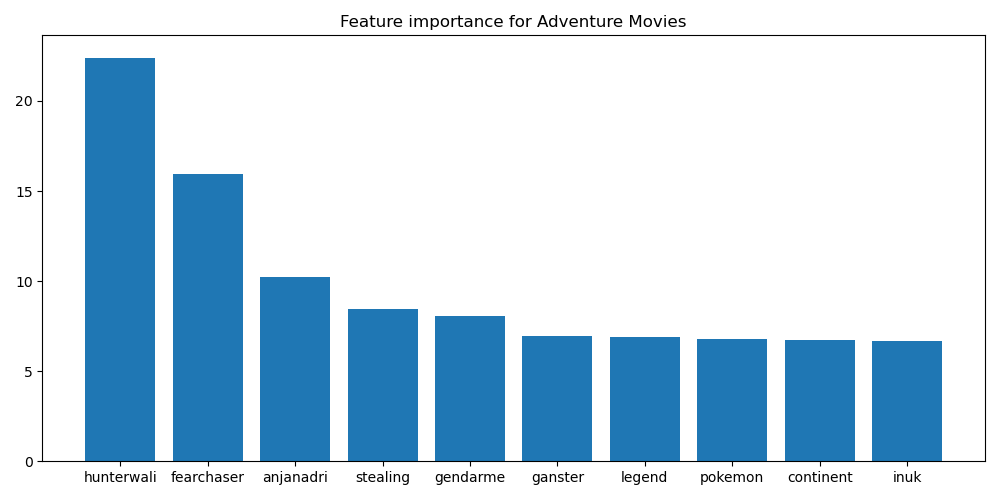 Feature importance for Adventure Movies
20
15
10
5
0
hunterwali fearchaser anjanadri stealing gendarme ganster legend pokemon continent inuk